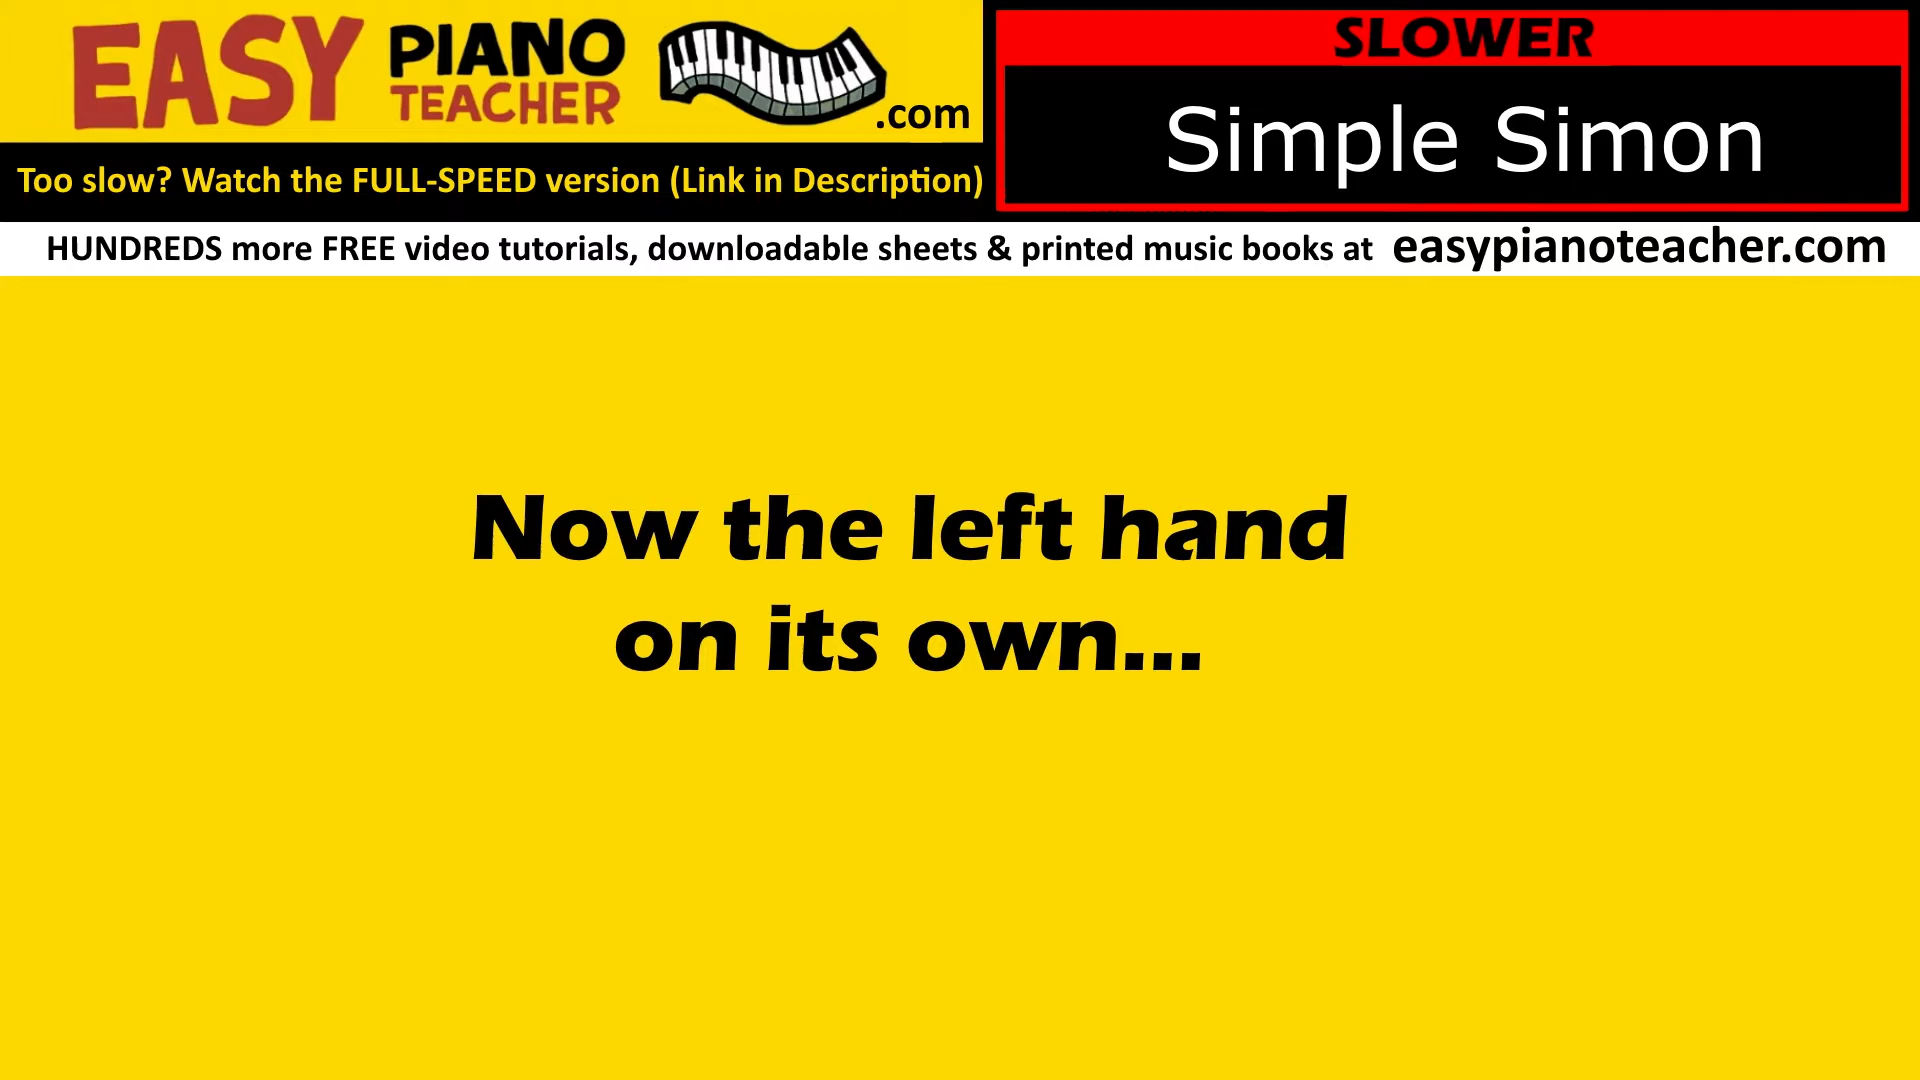 EASY PIANO TEACHER .com
Too slow? Watch the FULL-SPEED version (Link in Description)
SLOWER
Simple Simon
HUNDREDS more FREE video tutorials, downloadable sheets & printed music books at easypianoteacher.com
Now the left hand
on its own...